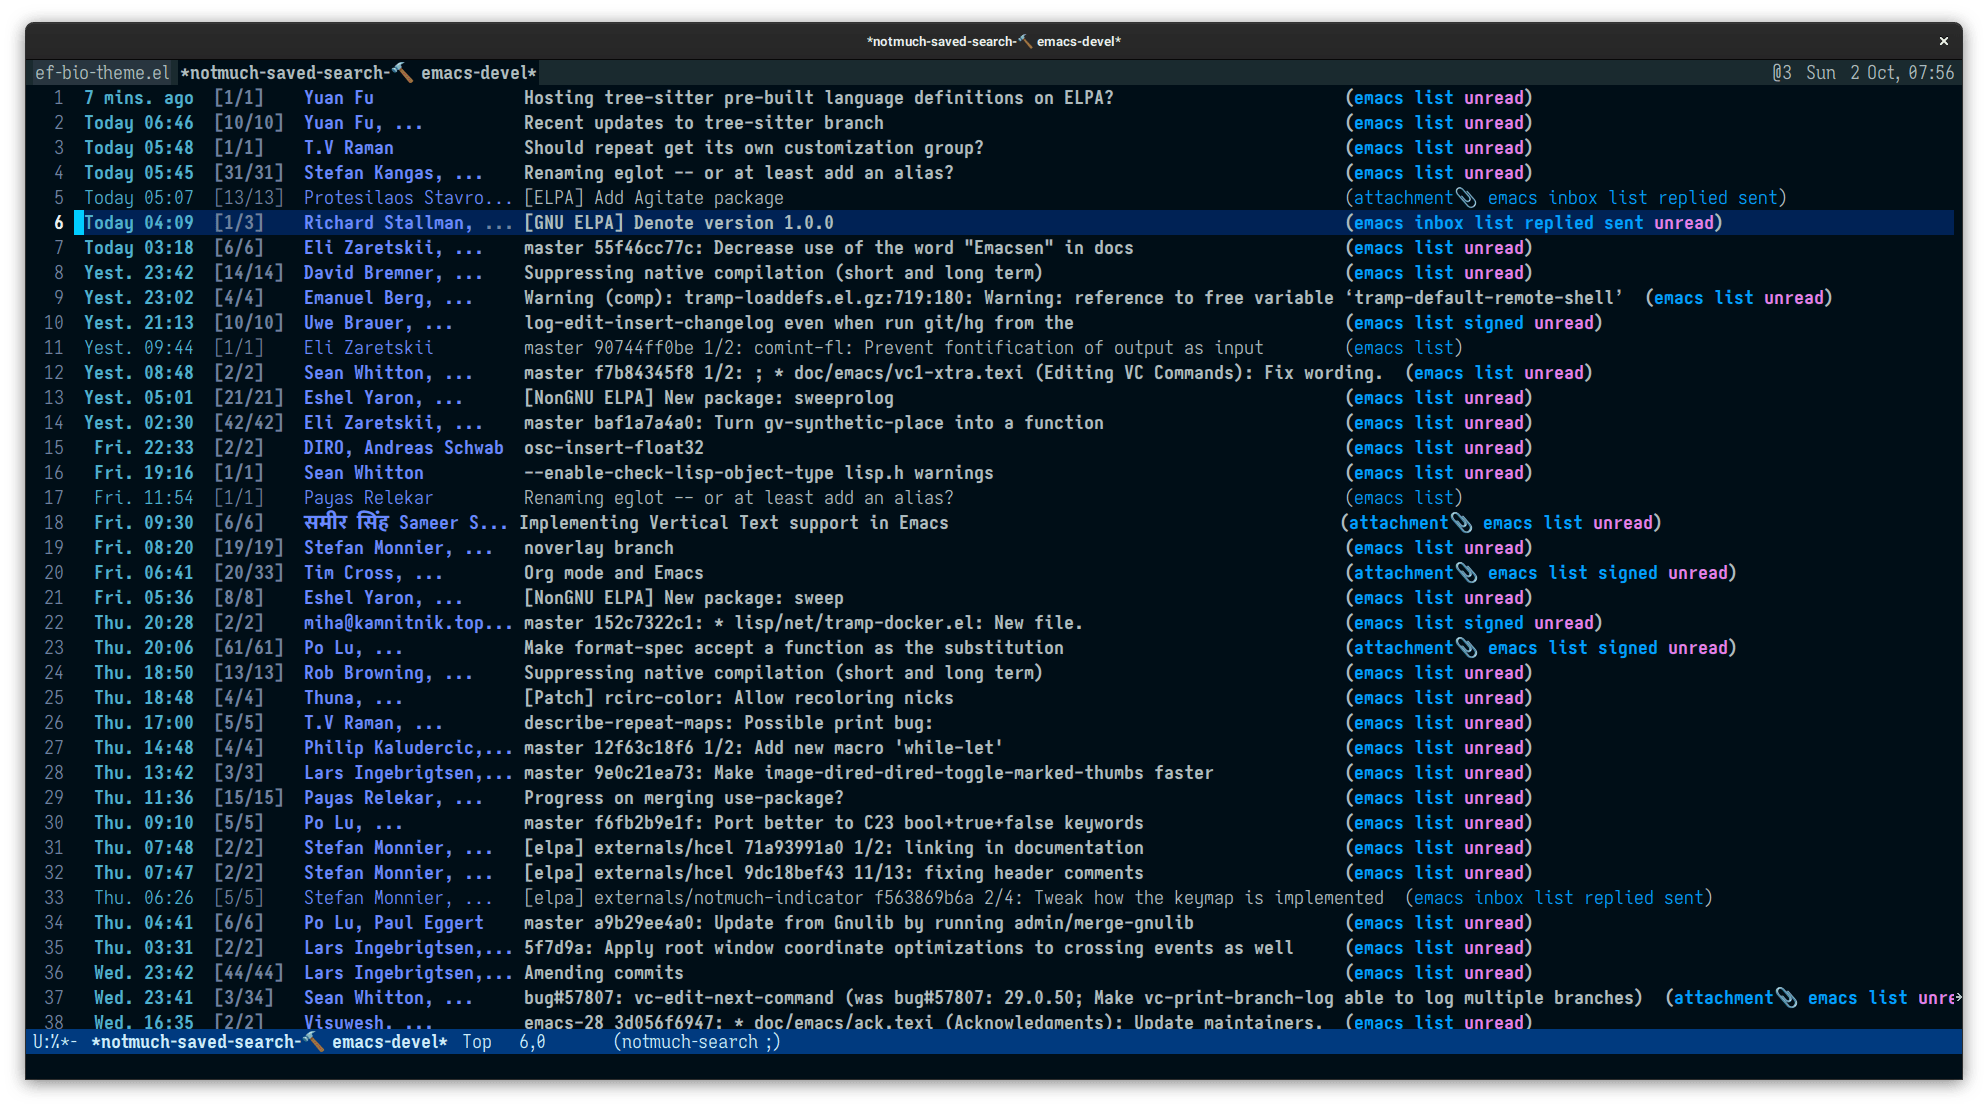 *notmuch-saved-search-🔨 emacs-devel* ×
ef-bio-theme.el *notmuch-saved-search-🔨 emacs-devel* @3 Sun 2 Oct, 07:56
1 7 mins. ago [1/1] Yuan Fu Hosting tree-sitter pre-built language definitions on ELPA? (emacs list unread)
2 Today 06:46 [10/10] Yuan Fu, ... Recent updates to tree-sitter branch (emacs list unread)
3 Today 05:48 [1/1] T.V Raman Should repeat get its own customization group? (emacs list unread)
4 Today 05:45 [31/31] Stefan Kangas, ... Renaming eglot -- or at least add an alias? (emacs list unread)
5 Today 05:07 [13/13] Protesilaos Stavro... [ELPA] Add Agitate package (attachment📎 emacs inbox list replied sent)
6 Today 04:09 [1/3] Richard Stallman, ... [GNU ELPA] Denote version 1.0.0 (emacs inbox list replied sent unread)
7 Today 03:18 [6/6] Eli Zaretskii, ... master 55f46cc77c: Decrease use of the word "Emacsen" in docs (emacs list unread)
8 Yest. 23:42 [14/14] David Bremner, ... Suppressing native compilation (short and long term) (emacs list unread)
9 Yest. 23:02 [4/4] Emanuel Berg, ... Warning (comp): tramp-loaddefs.el.gz:719:180: Warning: reference to free variable ‘tramp-default-remote-shell’ (emacs list unread)
10 Yest. 21:13 [10/10] Uwe Brauer, ... log-edit-insert-changelog even when run git/hg from the (emacs list signed unread)
11 Yest. 09:44 [1/1] Eli Zaretskii master 90744ff0be 1/2: comint-fl: Prevent fontification of output as input (emacs list)
12 Yest. 08:48 [2/2] Sean Whitton, ... master f7b84345f8 1/2: ; * doc/emacs/vc1-xtra.texi (Editing VC Commands): Fix wording. (emacs list unread)
13 Yest. 05:01 [21/21] Eshel Yaron, ... [NonGNU ELPA] New package: sweeprolog (emacs list unread)
14 Yest. 02:30 [42/42] Eli Zaretskii, ... master baf1a7a4a0: Turn gv-synthetic-place into a function (emacs list unread)
15 Fri. 22:33 [2/2] DIRO, Andreas Schwab osc-insert-float32 (emacs list unread)
16 Fri. 19:16 [1/1] Sean Whitton --enable-check-lisp-object-type lisp.h warnings (emacs list unread)
17 Fri. 11:54 [1/1] Payas Relekar Renaming eglot -- or at least add an alias? (emacs list)
18 Fri. 09:30 [6/6] समीर सिंह Sameer S... Implementing Vertical Text support in Emacs (attachment📎 emacs list unread)
19 Fri. 08:20 [19/19] Stefan Monnier, ... noverlay branch (emacs list unread)
20 Fri. 06:41 [20/33] Tim Cross, ... Org mode and Emacs (attachment📎 emacs list signed unread)
21 Fri. 05:36 [8/8] Eshel Yaron, ... [NonGNU ELPA] New package: sweep (emacs list unread)
22 Thu. 20:28 [2/2] miha@kamnitnik.top... master 152c7322c1: * lisp/net/tramp-docker.el: New file. (emacs list signed unread)
23 Thu. 20:06 [61/61] Po Lu, ... Make format-spec accept a function as the substitution (attachment📎 emacs list signed unread)
24 Thu. 18:50 [13/13] Rob Browning, ... Suppressing native compilation (short and long term) (emacs list unread)
25 Thu. 18:48 [4/4] Thuna, ... [Patch] rcirc-color: Allow recoloring nicks (emacs list unread)
26 Thu. 17:00 [5/5] T.V Raman, ... describe-repeat-maps: Possible print bug: (emacs list unread)
27 Thu. 14:48 [4/4] Philip Kaludercic,... master 12f63c18f6 1/2: Add new macro 'while-let' (emacs list unread)
28 Thu. 13:42 [3/3] Lars Ingebrigtsen,... master 9e0c21ea73: Make image-dired-dired-toggle-marked-thumbs faster (emacs list unread)
29 Thu. 11:36 [15/15] Payas Relekar, ... Progress on merging use-package? (emacs list unread)
30 Thu. 09:10 [5/5] Po Lu, ... master f6fb2b9e1f: Port better to C23 bool+true+false keywords (emacs list unread)
31 Thu. 07:48 [2/2] Stefan Monnier, ... [elpa] externals/hcel 71a93991a0 1/2: linking in documentation (emacs list unread)
32 Thu. 07:47 [2/2] Stefan Monnier, ... [elpa] externals/hcel 9dc18bef43 11/13: fixing header comments (emacs list unread)
33 Thu. 06:26 [5/5] Stefan Monnier, ... [elpa] externals/notmuch-indicator f563869b6a 2/4: Tweak how the keymap is implemented (emacs inbox list replied sent)
34 Thu. 04:41 [6/6] Po Lu, Paul Eggert master a9b29ee4a0: Update from Gnulib by running admin/merge-gnulib (emacs list unread)
35 Thu. 03:31 [2/2] Lars Ingebrigtsen,... 5f7d9a: Apply root window coordinate optimizations to crossing events as well (emacs list unread)
36 Wed. 23:42 [44/44] Lars Ingebrigtsen,... Amending commits (emacs list unread)
37 Wed. 23:41 [3/34] Sean Whitton, ... bug#57807: vc-edit-next-command (was bug#57807: 29.0.50; Make vc-print-branch-log able to log multiple branches) (attachment📎 emacs list unre
38 Wed. 16:35 [2/2] Visuwesh, ... emacs-28 3d056f6947: * doc/emacs/ack.texi (Acknowledgments): Update maintainers. (emacs list unread)
U:%*- *notmuch-saved-search-🔨 emacs-devel* Top 6,0 (notmuch-search ;)